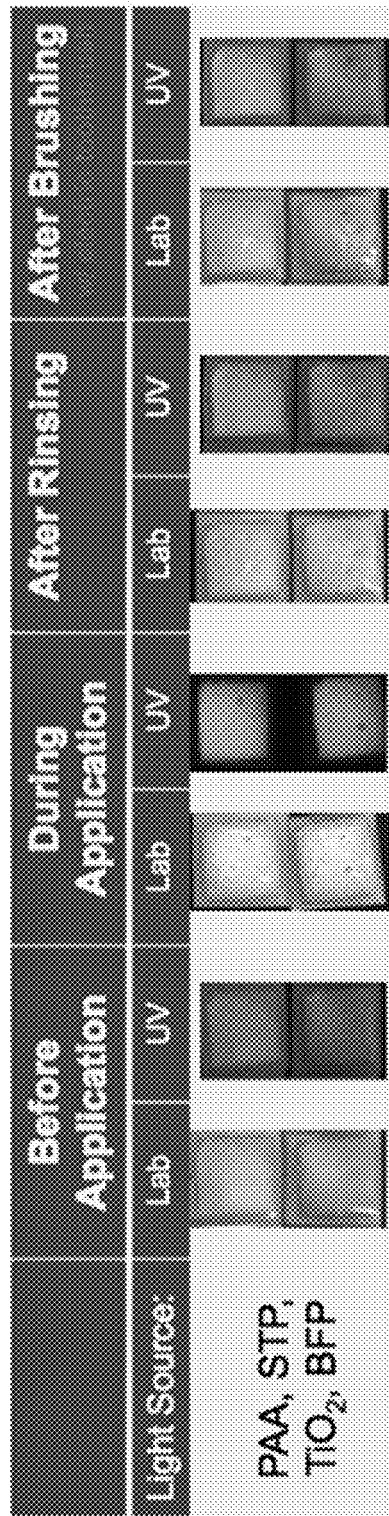 Before
Application
During
Application
After Rinsing
After Brushing
Light Source:
Lab
UV
Lab
UV
Lab
UV
Lab
UV
PAA, STP,
TiO₂, BFP